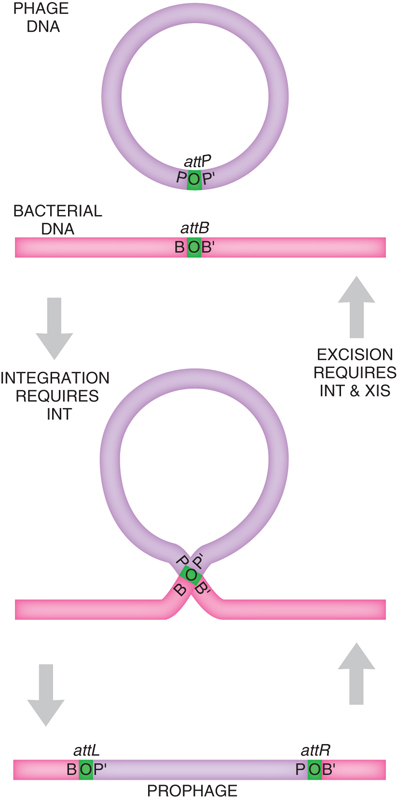 PHAGE
DNA
attP
POP'
BACTERIAL
DNA
attB
BOB'
INTEGRATION
REQUIRES
INT
EXCISION
REQUIRES
INT & XIS
P P'
O
B B'
attL
BOP'
attR
POB'
PROPHAGE